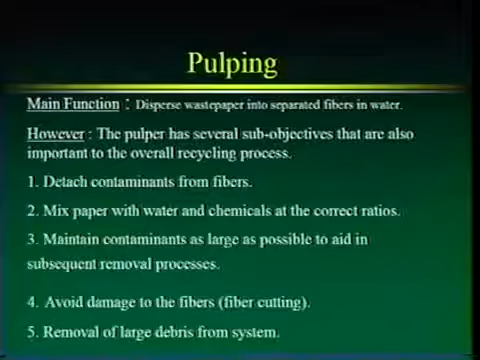 Pulping
Main Function : Disperse wastepaper into separated fibers in water.
However : The pulper has several sub-objectives that are also
important to the overall recycling process.
1. Detach contaminants from fibers.
2. Mix paper with water and chemicals at the correct ratios.
3. Maintain contaminants as large as possible to aid in
subsequent removal processes.
4. Avoid damage to the fibers (fiber cutting).
5. Removal of large debris from system.